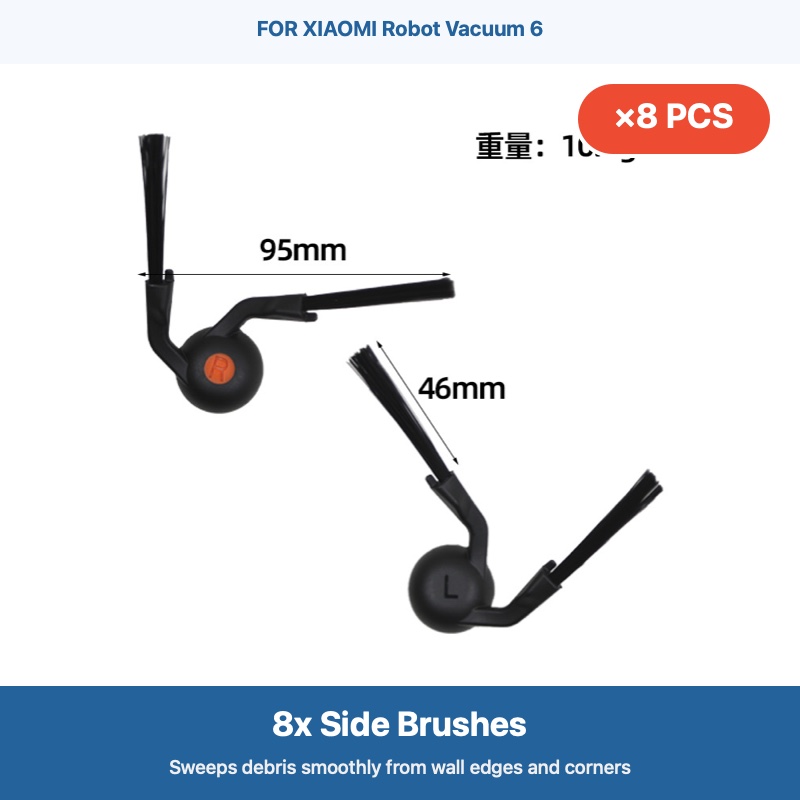 FOR XIAOMI Robot Vacuum 6
×8 PCS
重量：
95mm
R
46mm
L
8x Side Brushes
Sweeps debris smoothly from wall edges and corners